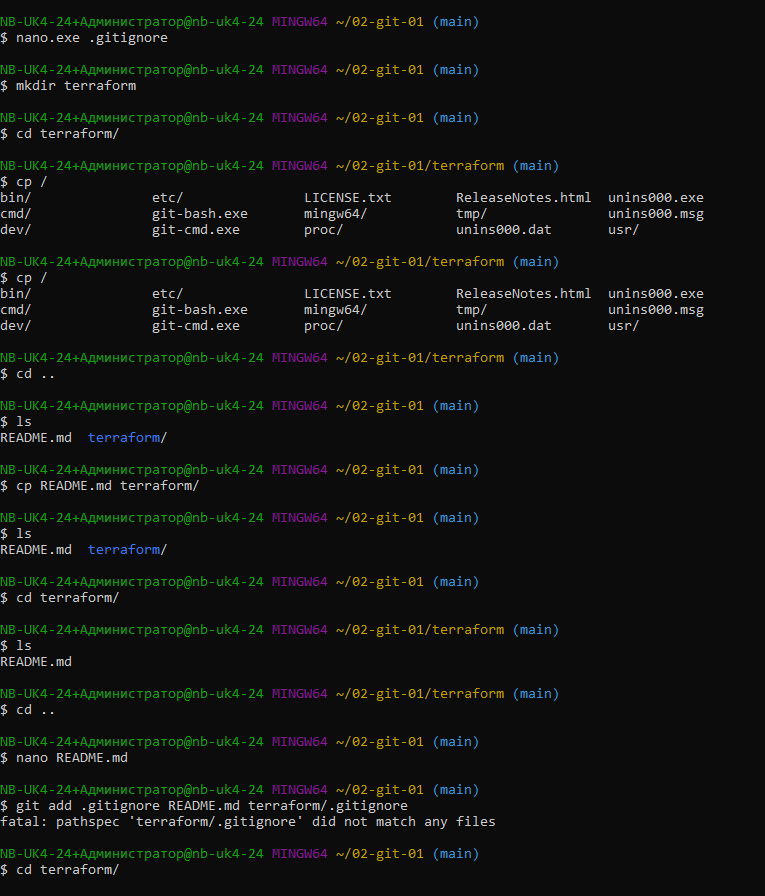 NB-UK4-24+Администратор@nb-uk4-24 MINGW64 ~/02-git-01 (main)
$ nano.exe .gitignore
NB-UK4-24+Администратор@nb-uk4-24 MINGW64 ~/02-git-01 (main)
$ mkdir terraform
NB-UK4-24+Администратор@nb-uk4-24 MINGW64 ~/02-git-01 (main)
$ cd terraform/
NB-UK4-24+Администратор@nb-uk4-24 MINGW64 ~/02-git-01/terraform (main)
$ cp /
bin/ etc/ LICENSE.txt ReleaseNotes.html unins000.exe
cmd/ git-bash.exe mingw64/ tmp/ unins000.msg
dev/ git-cmd.exe proc/ unins000.dat usr/
NB-UK4-24+Администратор@nb-uk4-24 MINGW64 ~/02-git-01/terraform (main)
$ cp /
bin/ etc/ LICENSE.txt ReleaseNotes.html unins000.exe
cmd/ git-bash.exe mingw64/ tmp/ unins000.msg
dev/ git-cmd.exe proc/ unins000.dat usr/
NB-UK4-24+Администратор@nb-uk4-24 MINGW64 ~/02-git-01/terraform (main)
$ cd ..
NB-UK4-24+Администратор@nb-uk4-24 MINGW64 ~/02-git-01 (main)
$ ls
README.md terraform/
NB-UK4-24+Администратор@nb-uk4-24 MINGW64 ~/02-git-01 (main)
$ cp README.md terraform/
NB-UK4-24+Администратор@nb-uk4-24 MINGW64 ~/02-git-01 (main)
$ ls
README.md terraform/
NB-UK4-24+Администратор@nb-uk4-24 MINGW64 ~/02-git-01 (main)
$ cd terraform/
NB-UK4-24+Администратор@nb-uk4-24 MINGW64 ~/02-git-01/terraform (main)
$ ls
README.md
NB-UK4-24+Администратор@nb-uk4-24 MINGW64 ~/02-git-01/terraform (main)
$ cd ..
NB-UK4-24+Администратор@nb-uk4-24 MINGW64 ~/02-git-01 (main)
$ nano README.md
NB-UK4-24+Администратор@nb-uk4-24 MINGW64 ~/02-git-01 (main)
$ git add .gitignore README.md terraform/.gitignore
fatal: pathspec 'terraform/.gitignore' did not match any files
NB-UK4-24+Администратор@nb-uk4-24 MINGW64 ~/02-git-01 (main)
$ cd terraform/